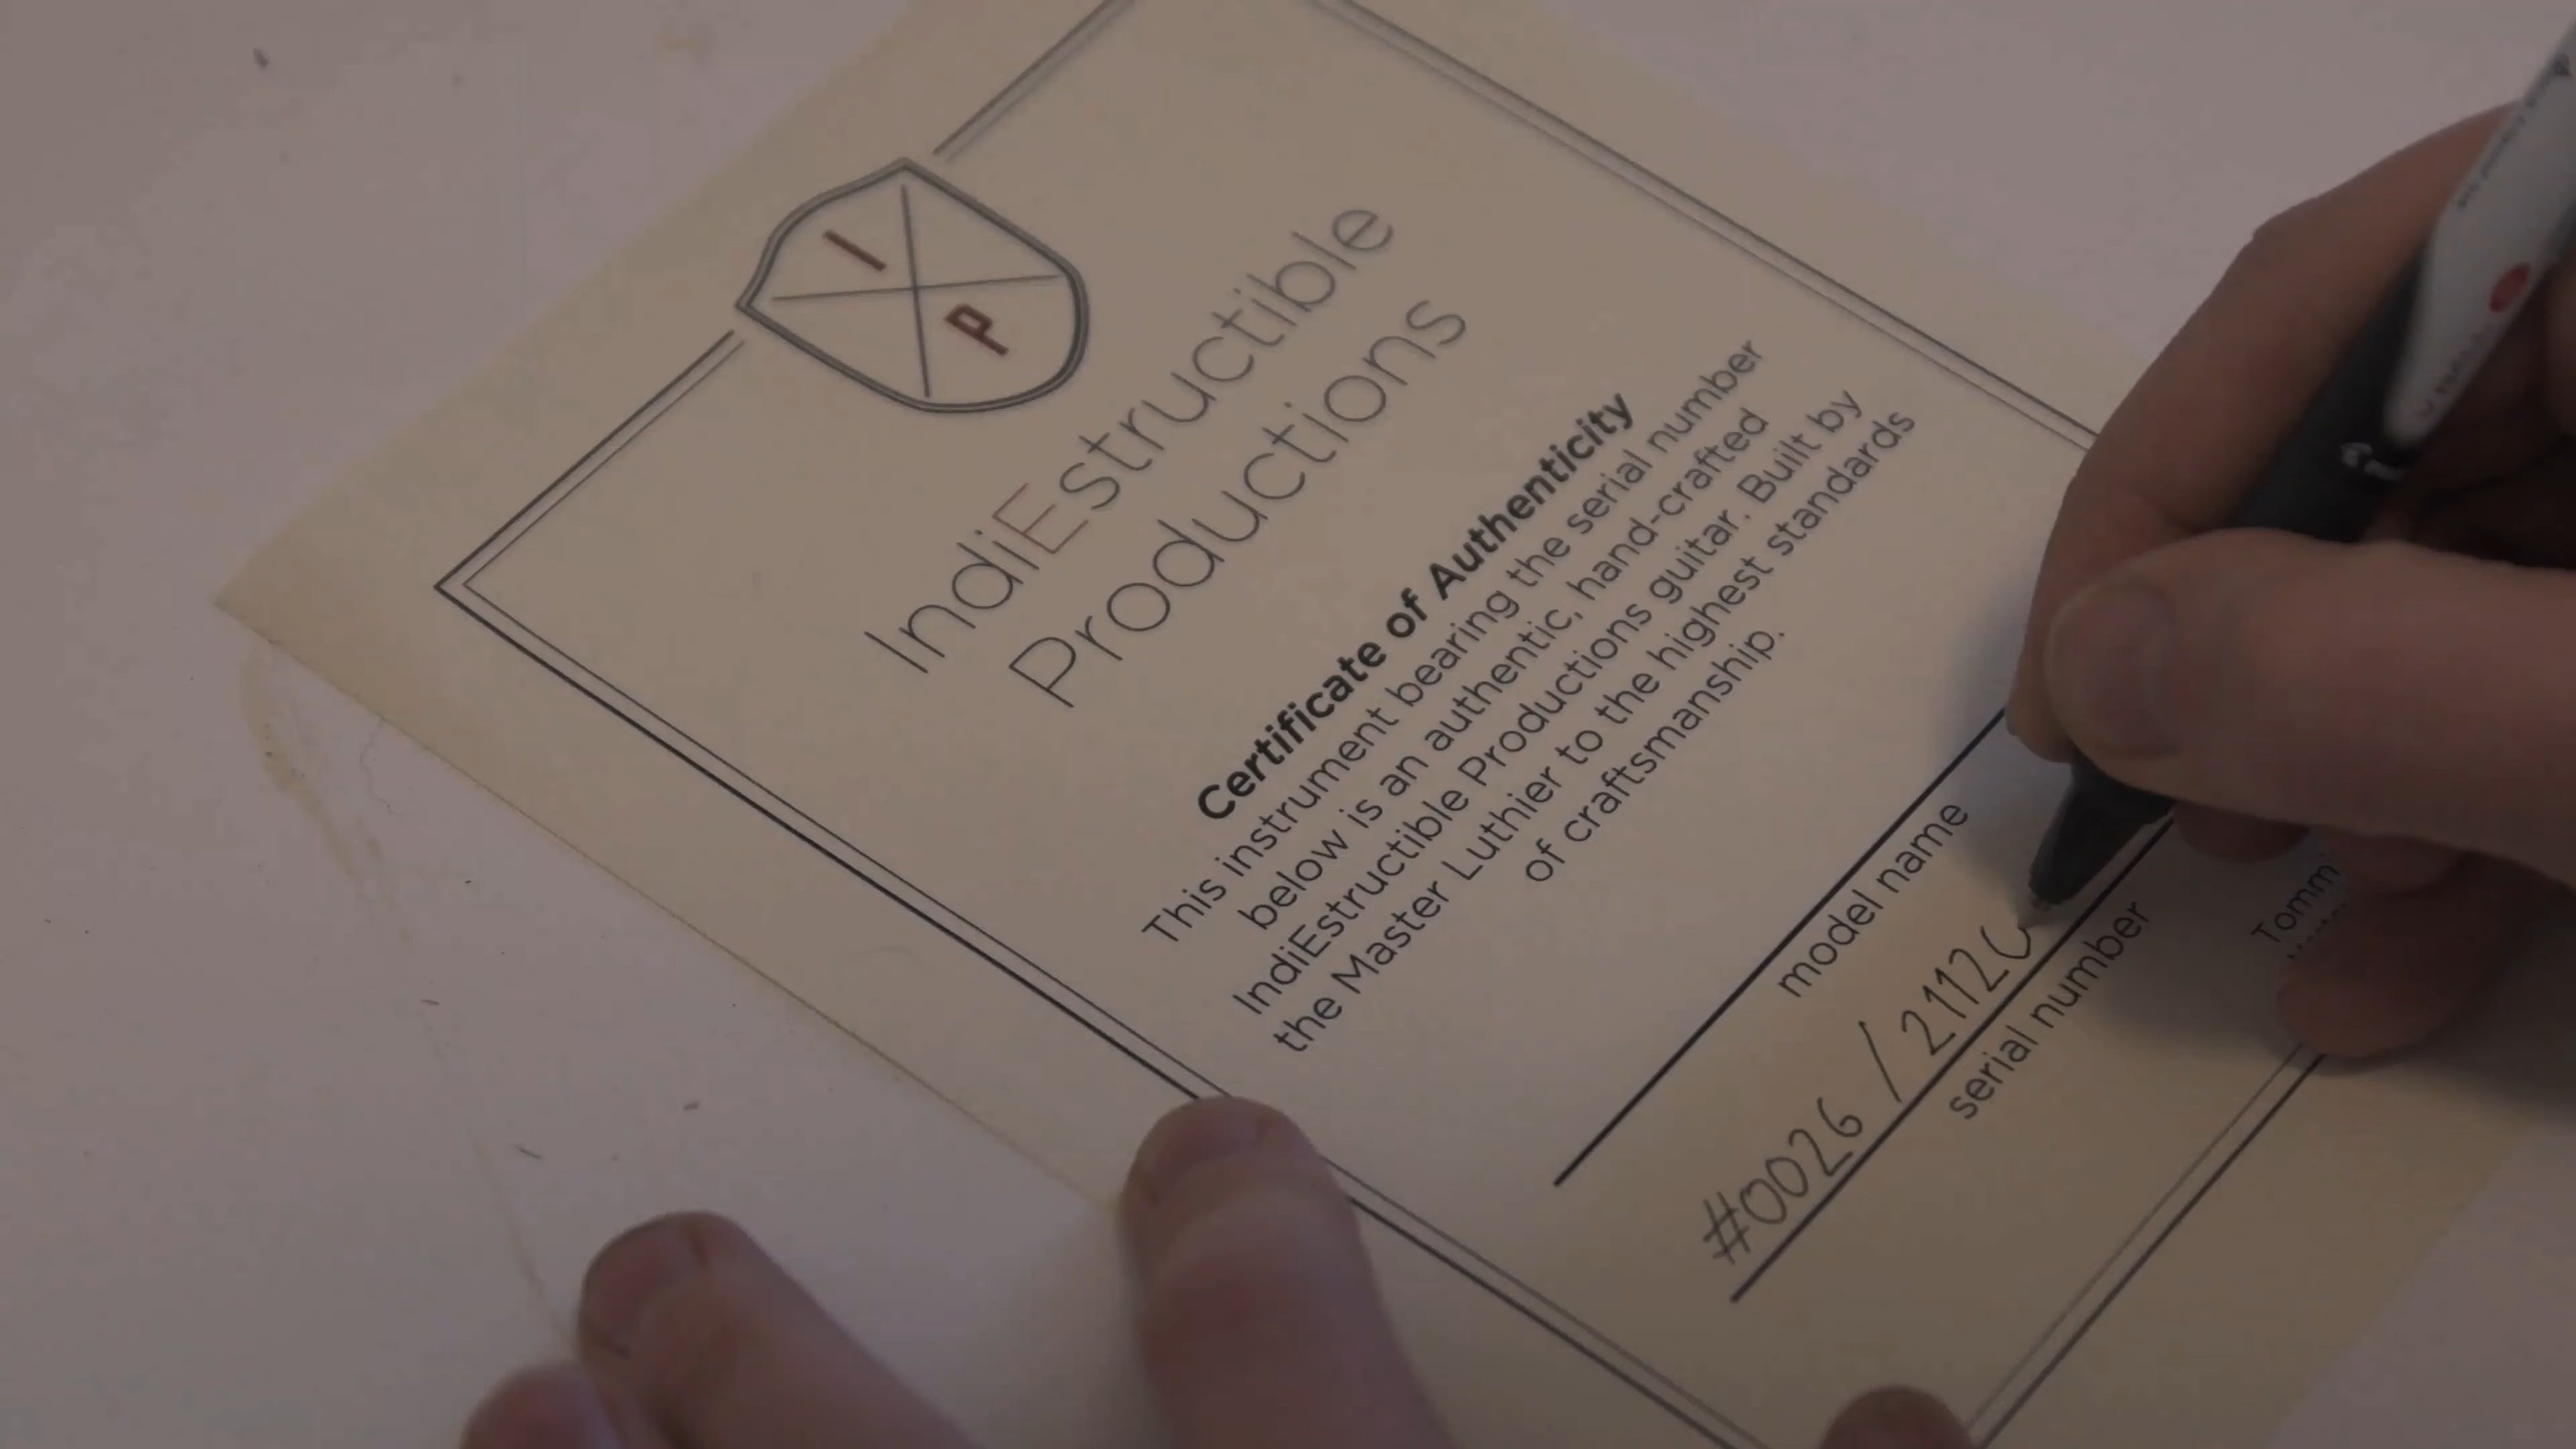 I
P
IndiEstructible
Productions
Certificate of Authenticity
This instrument bearing the serial number
below is an authentic, hand-crafted
IndiEstructible Productions guitar. Built by
the Master Luthier to the highest standards
of craftsmanship.
model name
#0026 / 2112
serial number
Tommi